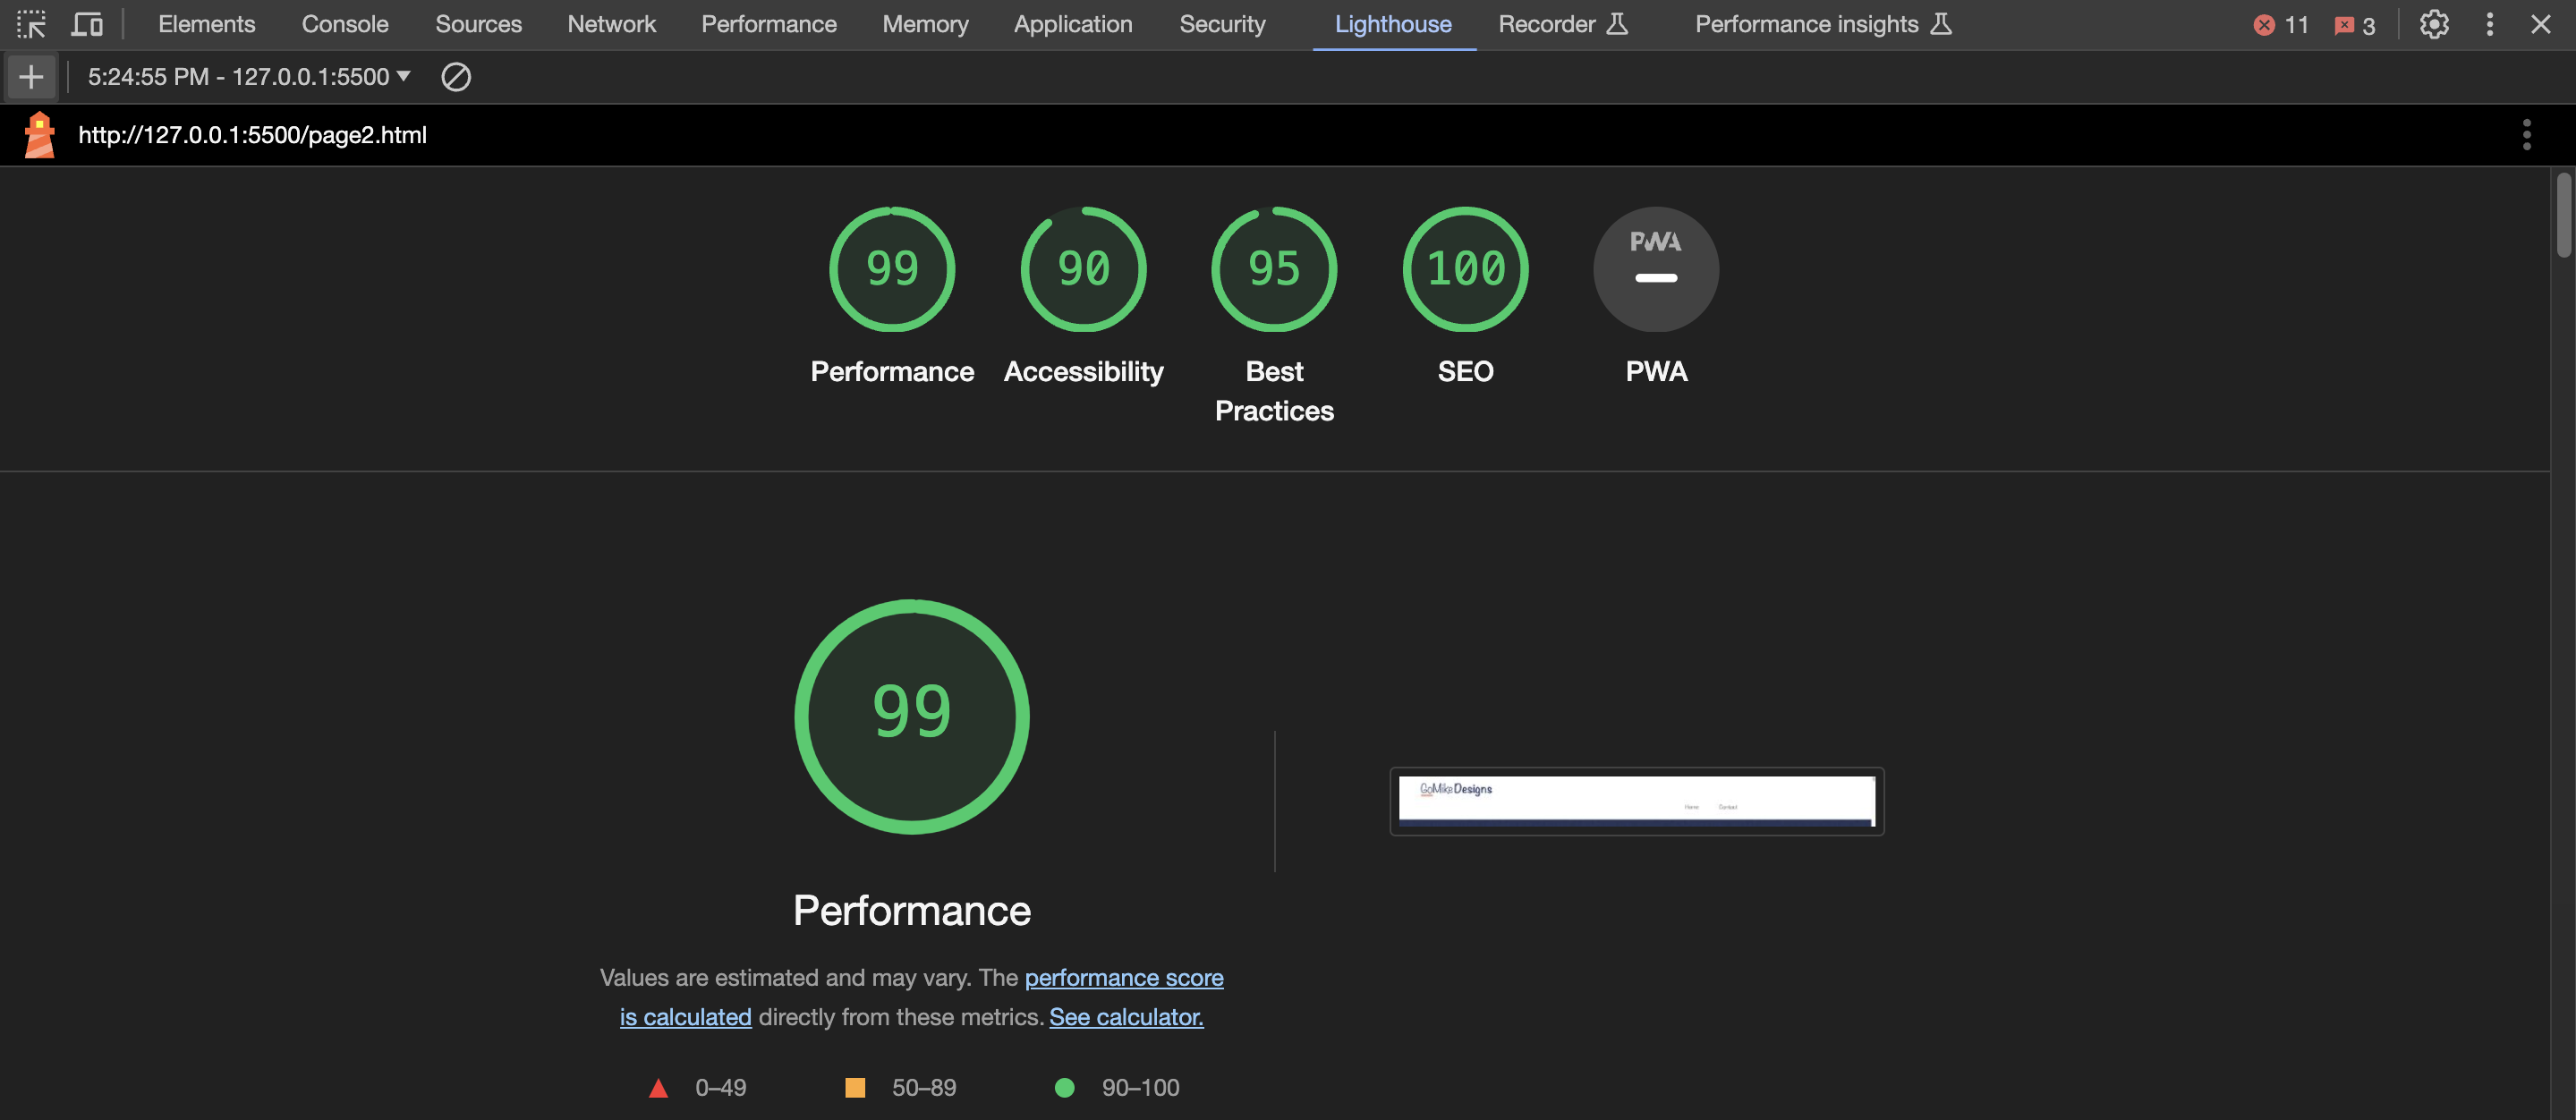 Elements Console Sources Network Performance Memory Application Security Lighthouse Recorder Performance insights 11 3
5:24:55 PM - 127.0.0.1:5500
http://127.0.0.1:5500/page2.html
99 90 95 100 PWA
Performance Accessibility Best Practices SEO PWA
99
GoMikeDesigns
Home Contact
Performance
Values are estimated and may vary. The performance score
is calculated directly from these metrics. See calculator.
0–49 50–89 90–100